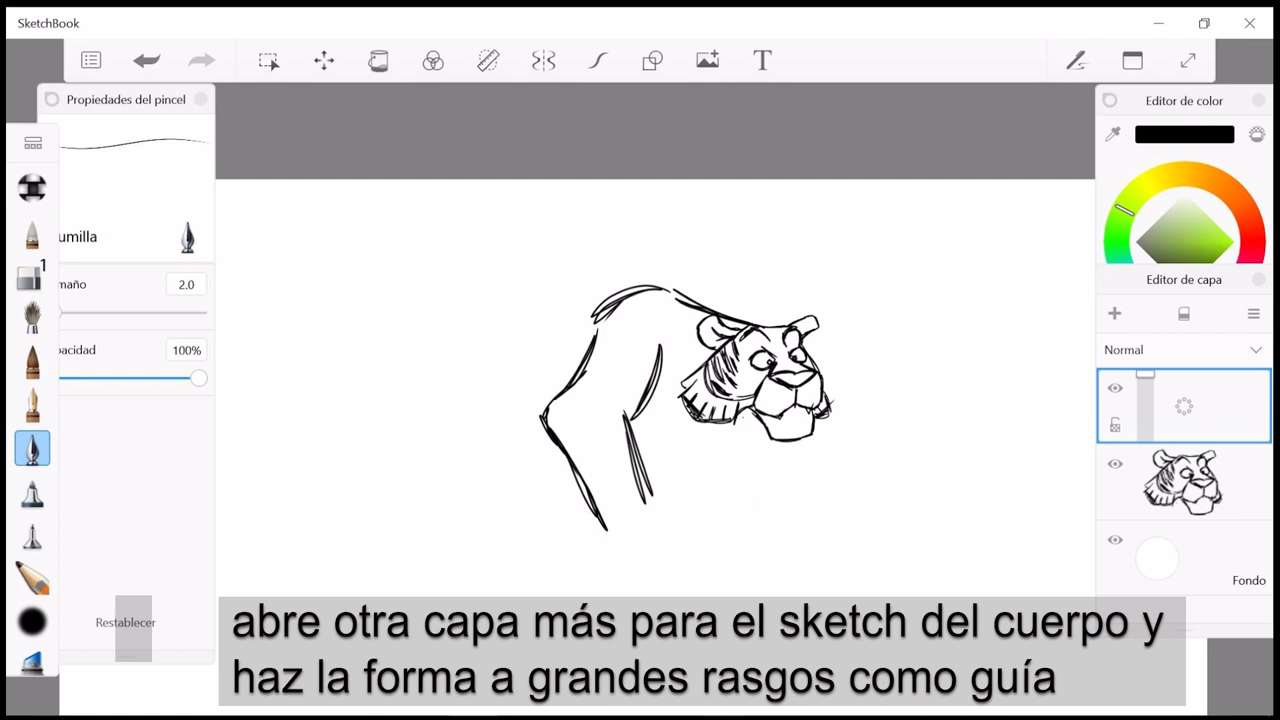 SketchBook
Propiedades del pincel
umilla
maño
2.0
pacidad
100%
Restablecer
1
T
Editor de color
Editor de capa
Normal
Fondo
abre otra capa más para el sketch del cuerpo y
haz la forma a grandes rasgos como guía